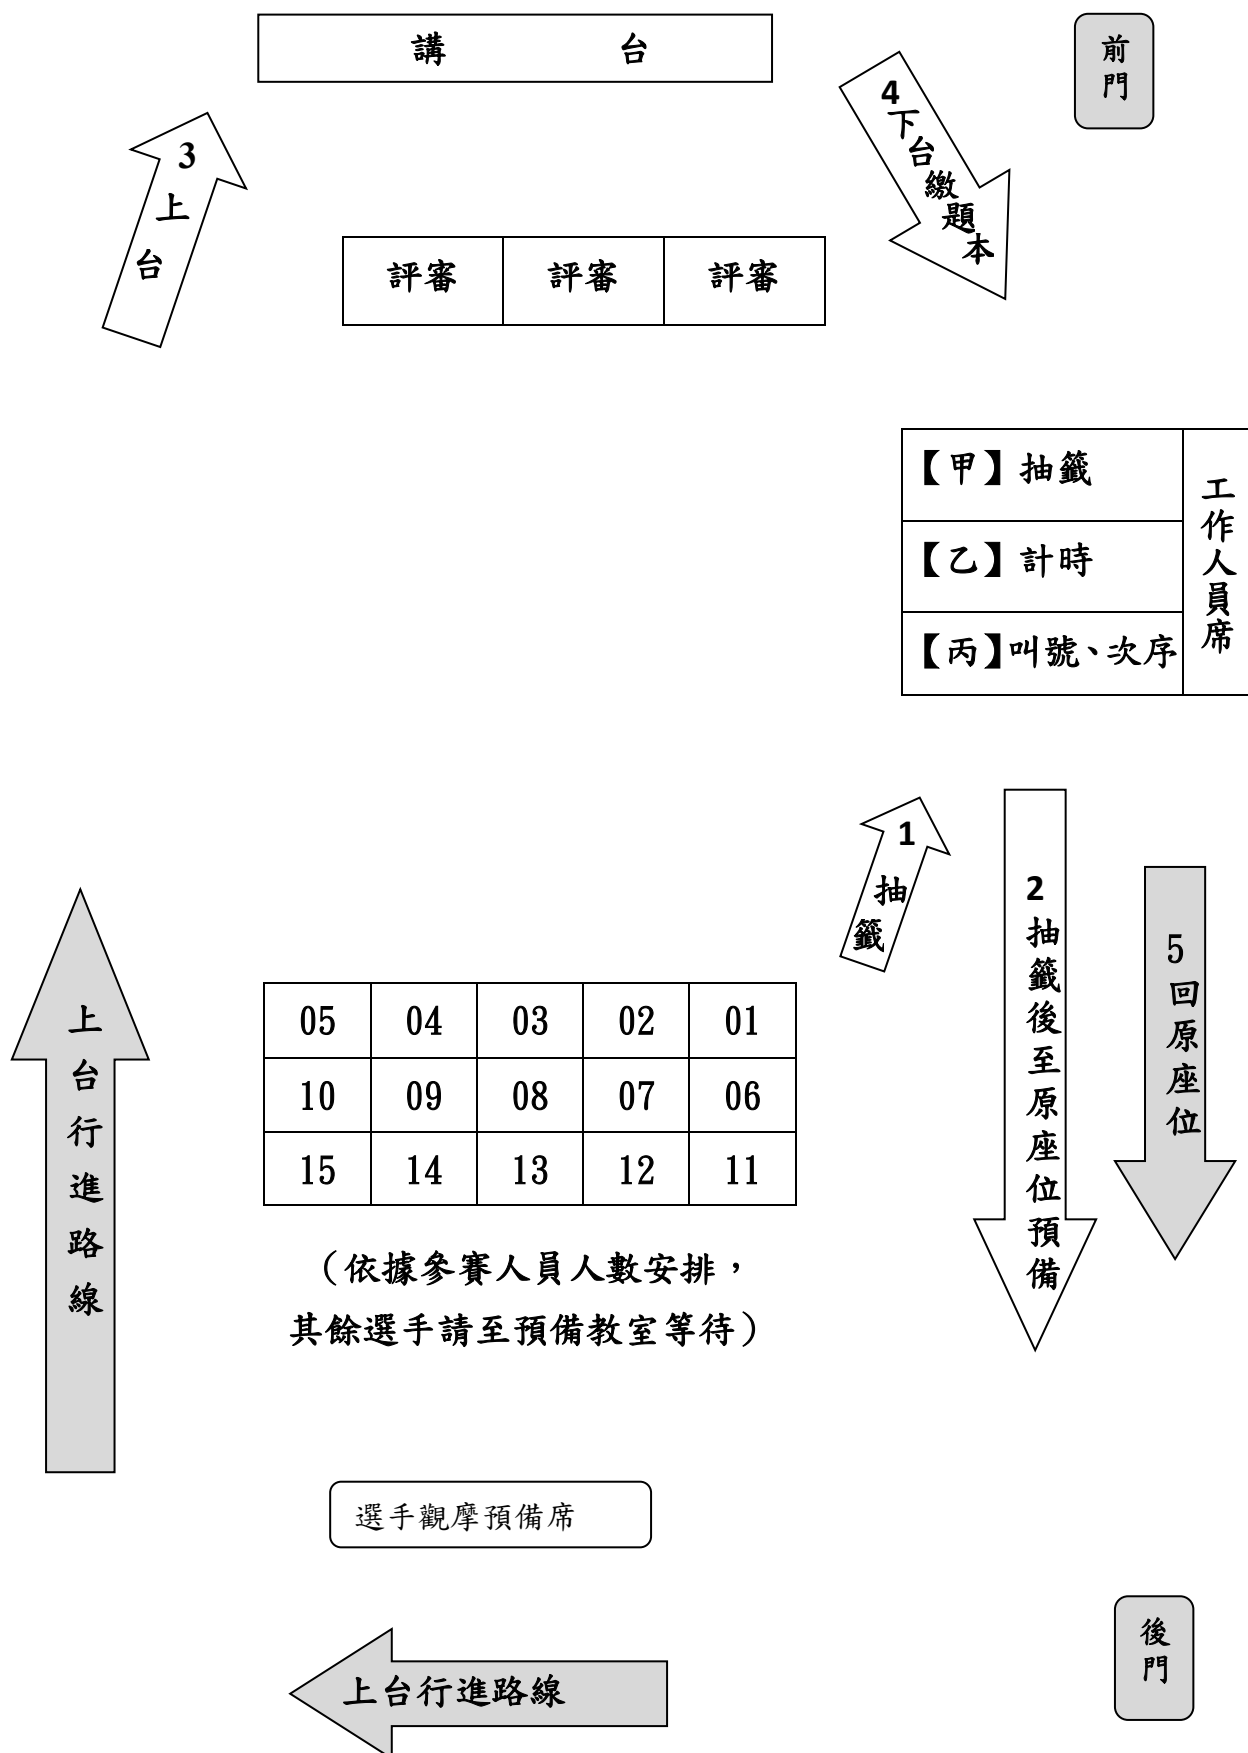 講　　台
前門
3上台
4下台繳題本
評審 評審 評審
【甲】抽籤
【乙】計時
【丙】叫號、次序
工作人員席
1抽籤
2抽籤後至原座位預備
5回原座位
上台行進路線
05 04 03 02 01
10 09 08 07 06
15 14 13 12 11
（依據參賽人員人數安排，
其餘選手請至預備教室等待）
選手觀摩預備席
後門
上台行進路線